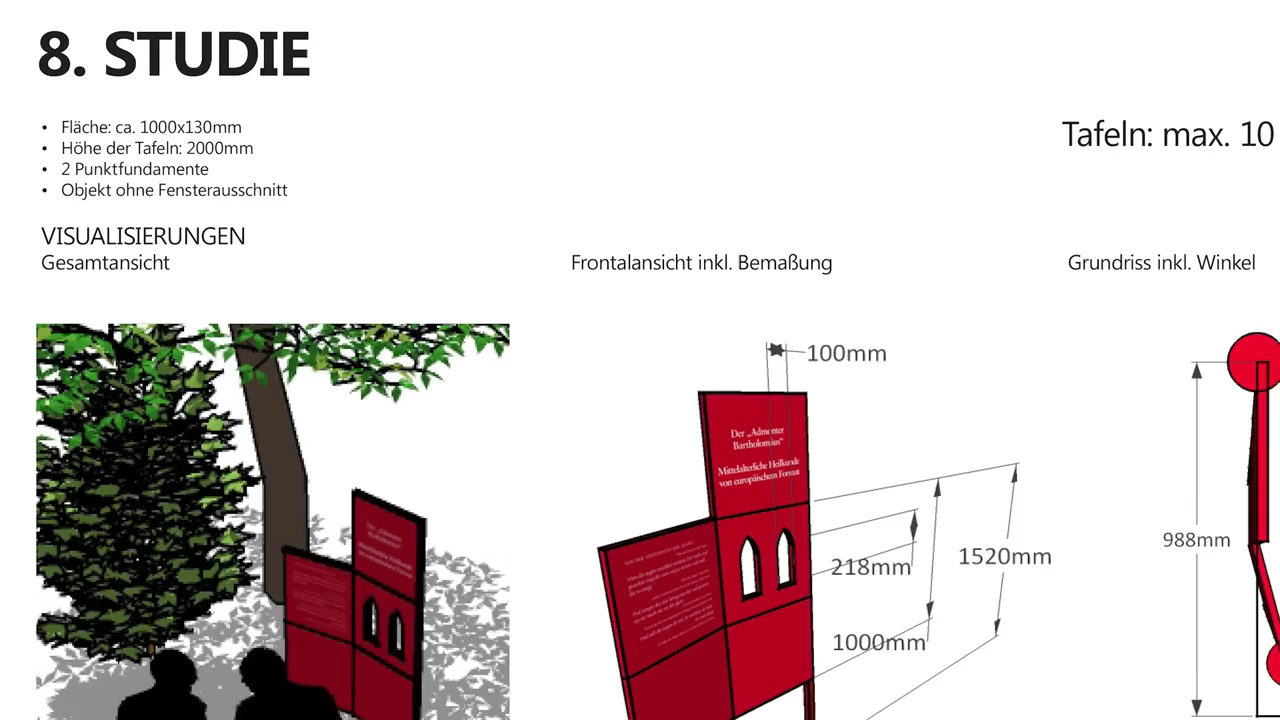 8. STUDIE
• Fläche: ca. 1000x130mm
• Höhe der Tafeln: 2000mm
• 2 Punktfundamente
• Objekt ohne Fensterausschnitt
Tafeln: max. 10
VISUALISIERUNGEN
Gesamtansicht
Frontalansicht inkl. Bemaßung
Grundriss inkl. Winkel
100mm
Der „Admonter
Bartholomäus“
Mittelalterliche Heilkunde
von europäischem Format
218mm
1520mm
1000mm
988mm